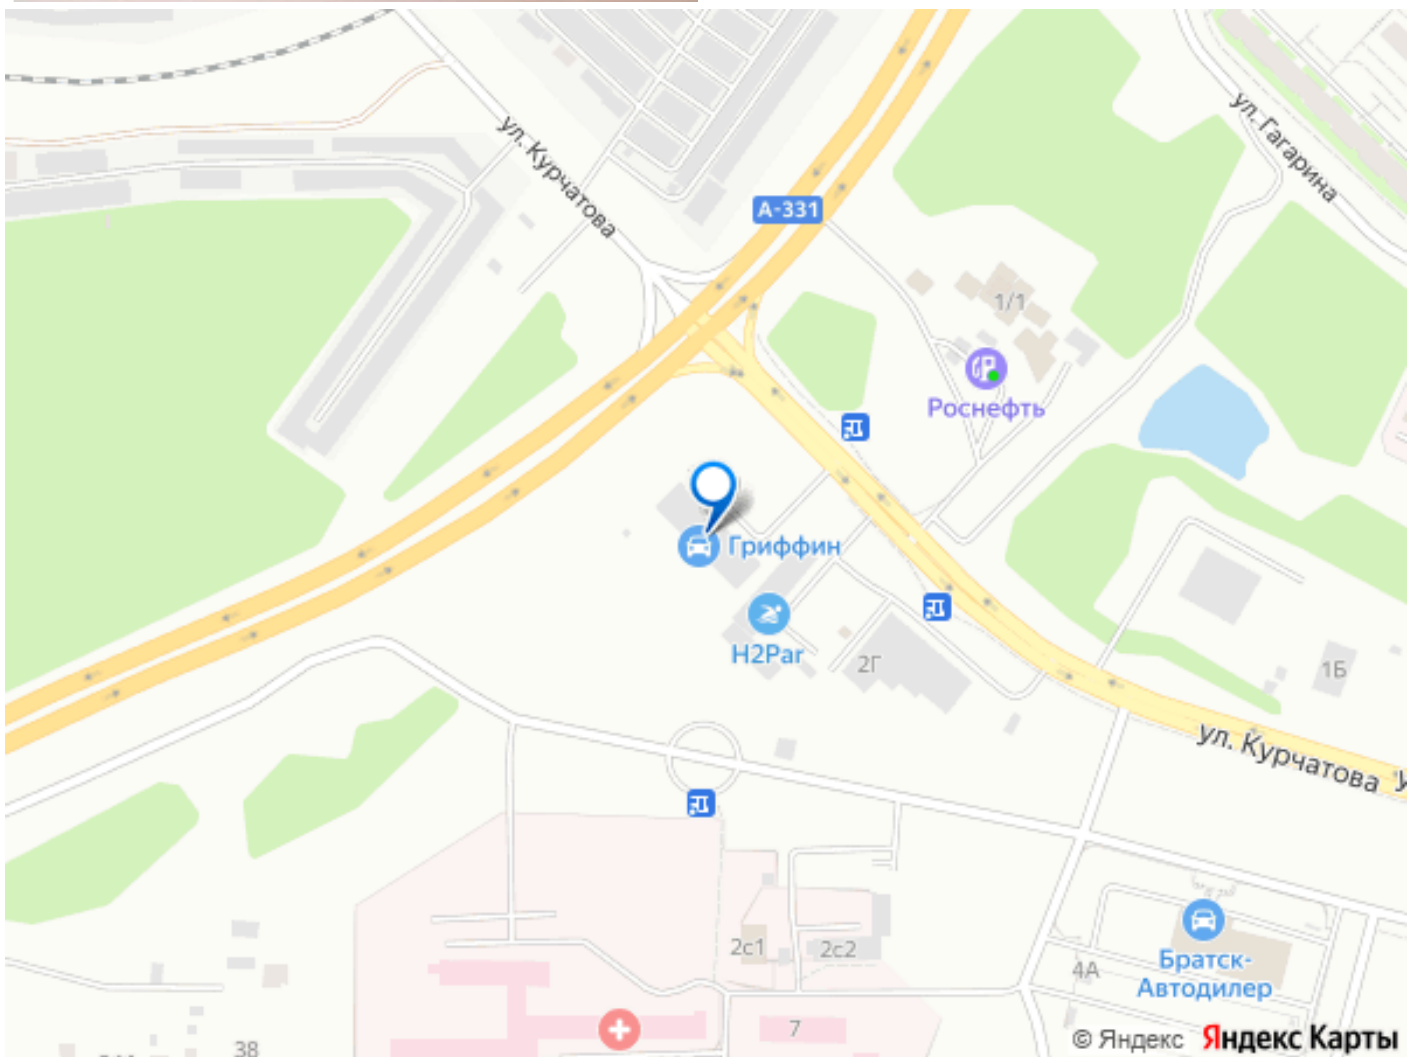 ул. Курчатова
ул. Гагарина
А-331
1/1
Роснефть
Гриффин
H2Par
2Г
1Б
ул. Курчатова
2с1
2с2
4А
Братск-
Автодилер
7
38
© Яндекс Яндекс Карты